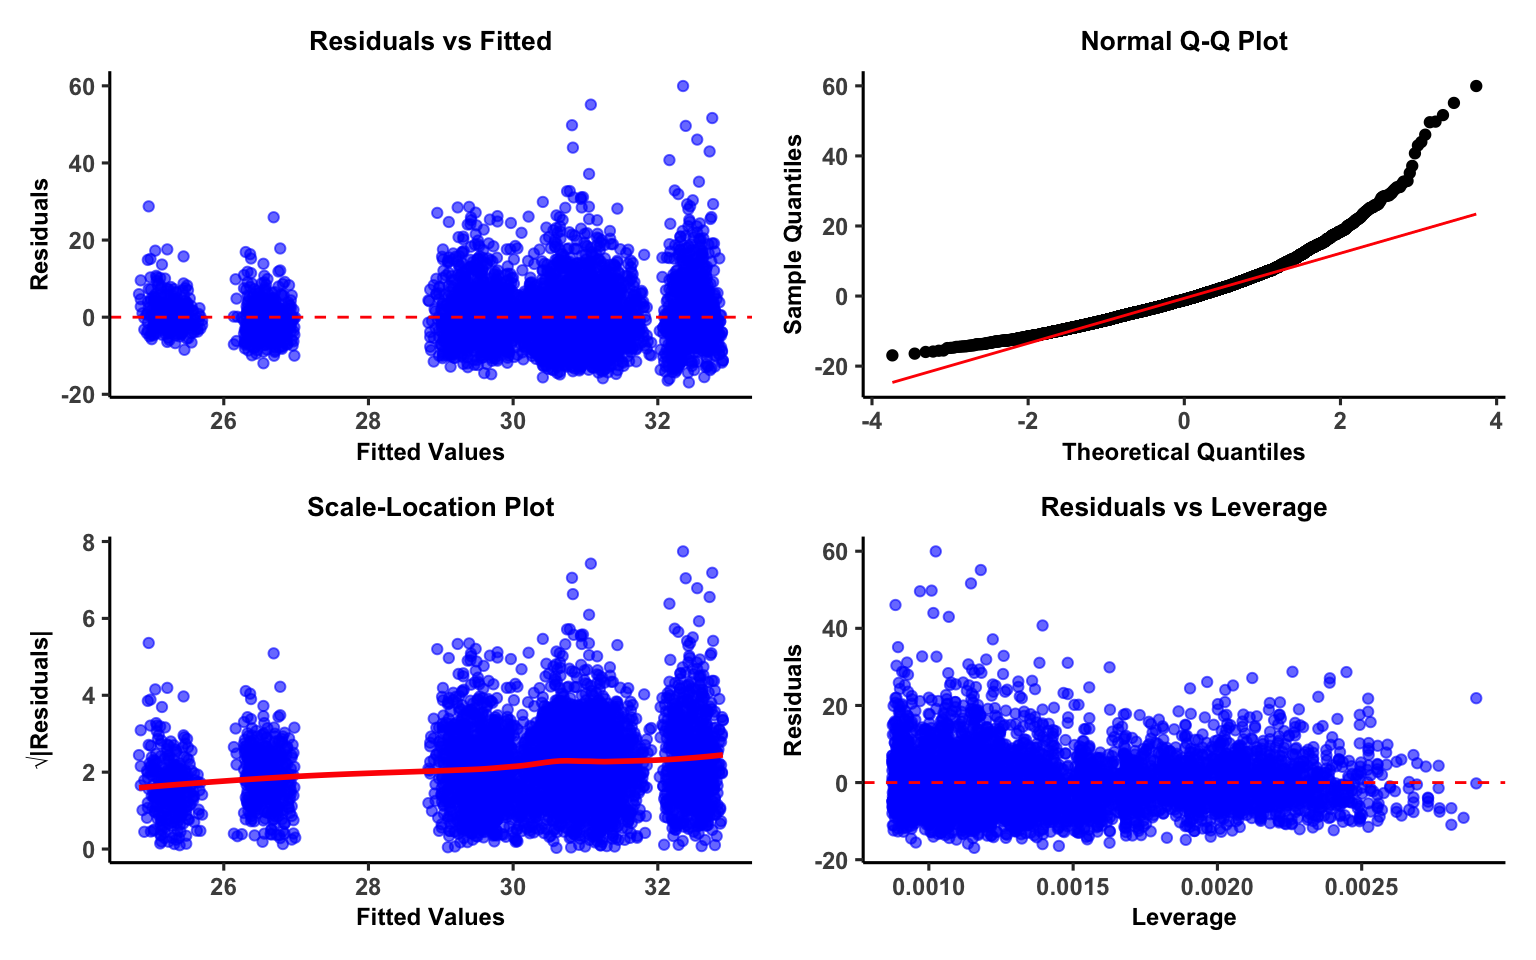 Residuals vs Fitted
60
40
20
0
-20
Residuals
26 28 30 32
Fitted Values
Normal Q-Q Plot
60
40
20
0
-20
Sample Quantiles
-4 -2 0 2 4
Theoretical Quantiles
Scale-Location Plot
8
6
4
2
0
√|Residuals|
26 28 30 32
Fitted Values
Residuals vs Leverage
60
40
20
0
-20
Residuals
0.0010 0.0015 0.0020 0.0025
Leverage